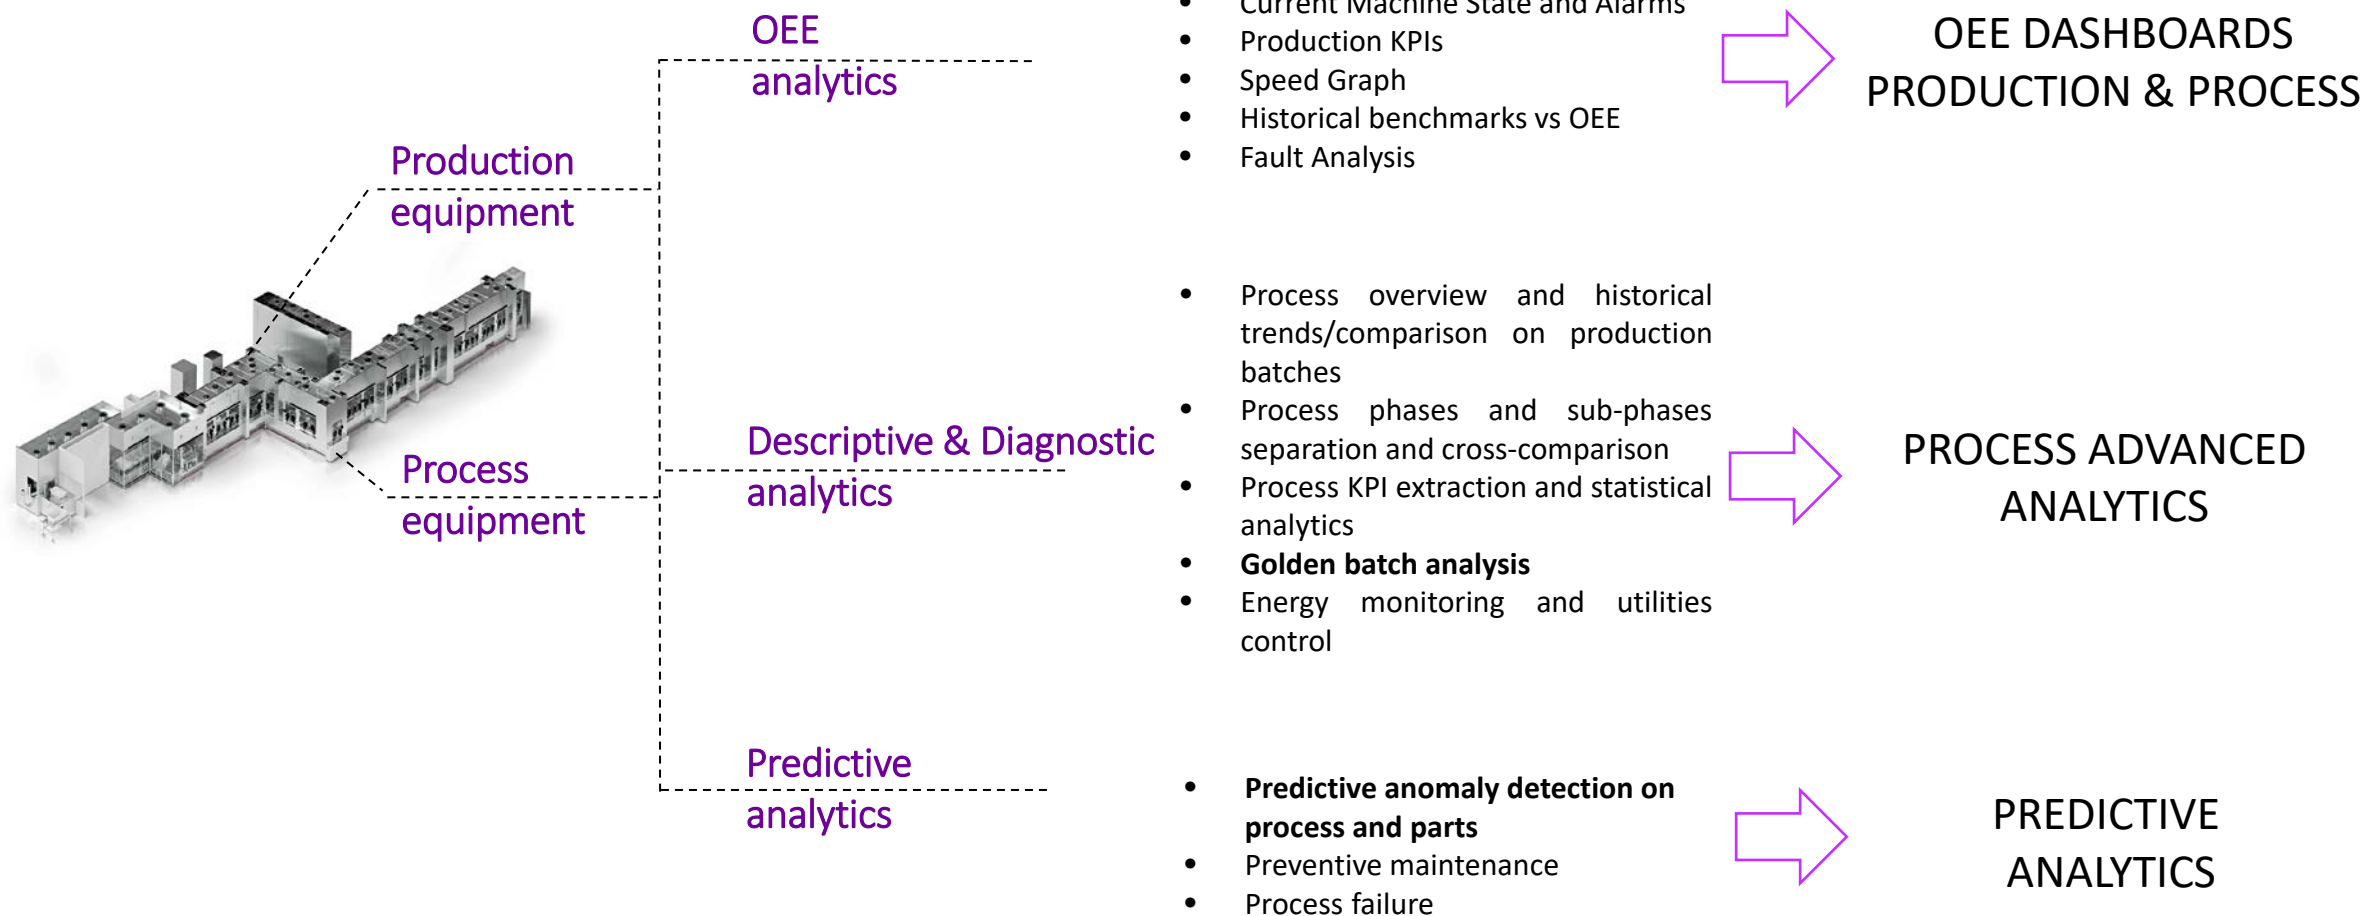 Production
equipment
Process
equipment
OEE
analytics
• Current Machine State and Alarms
• Production KPIs
• Speed Graph
• Historical benchmarks vs OEE
• Fault Analysis
OEE DASHBOARDS
PRODUCTION & PROCESS
Descriptive & Diagnostic
analytics
• Process overview and historical
trends/comparison on production
batches
• Process phases and sub-phases
separation and cross-comparison
• Process KPI extraction and statistical
analytics
• Golden batch analysis
• Energy monitoring and utilities
control
PROCESS ADVANCED
ANALYTICS
Predictive
analytics
• Predictive anomaly detection on
process and parts
• Preventive maintenance
• Process failure
PREDICTIVE
ANALYTICS